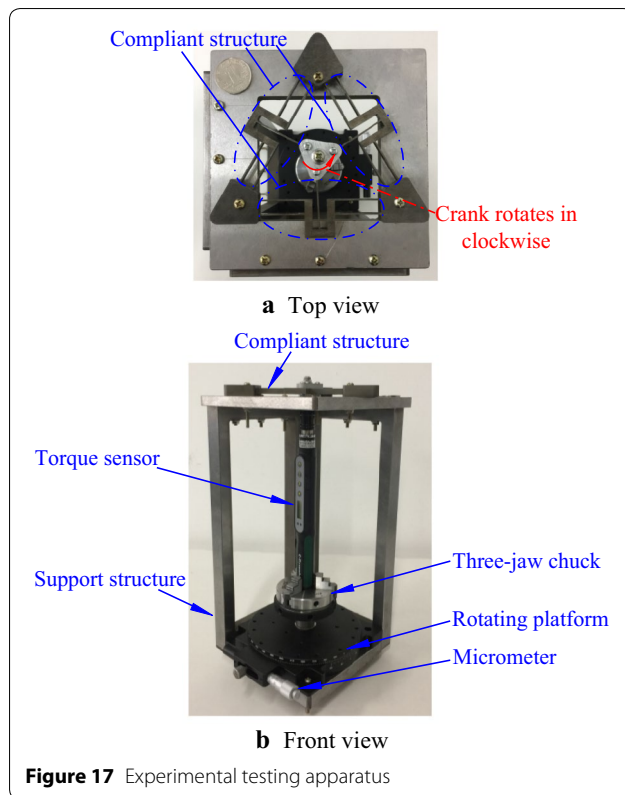 Compliant structure
Crank rotates in
clockwise
a Top view
Compliant structure
Torque sensor
Three-jaw chuck
Support structure
Rotating platform
Micrometer
b Front view
Figure 17 Experimental testing apparatus